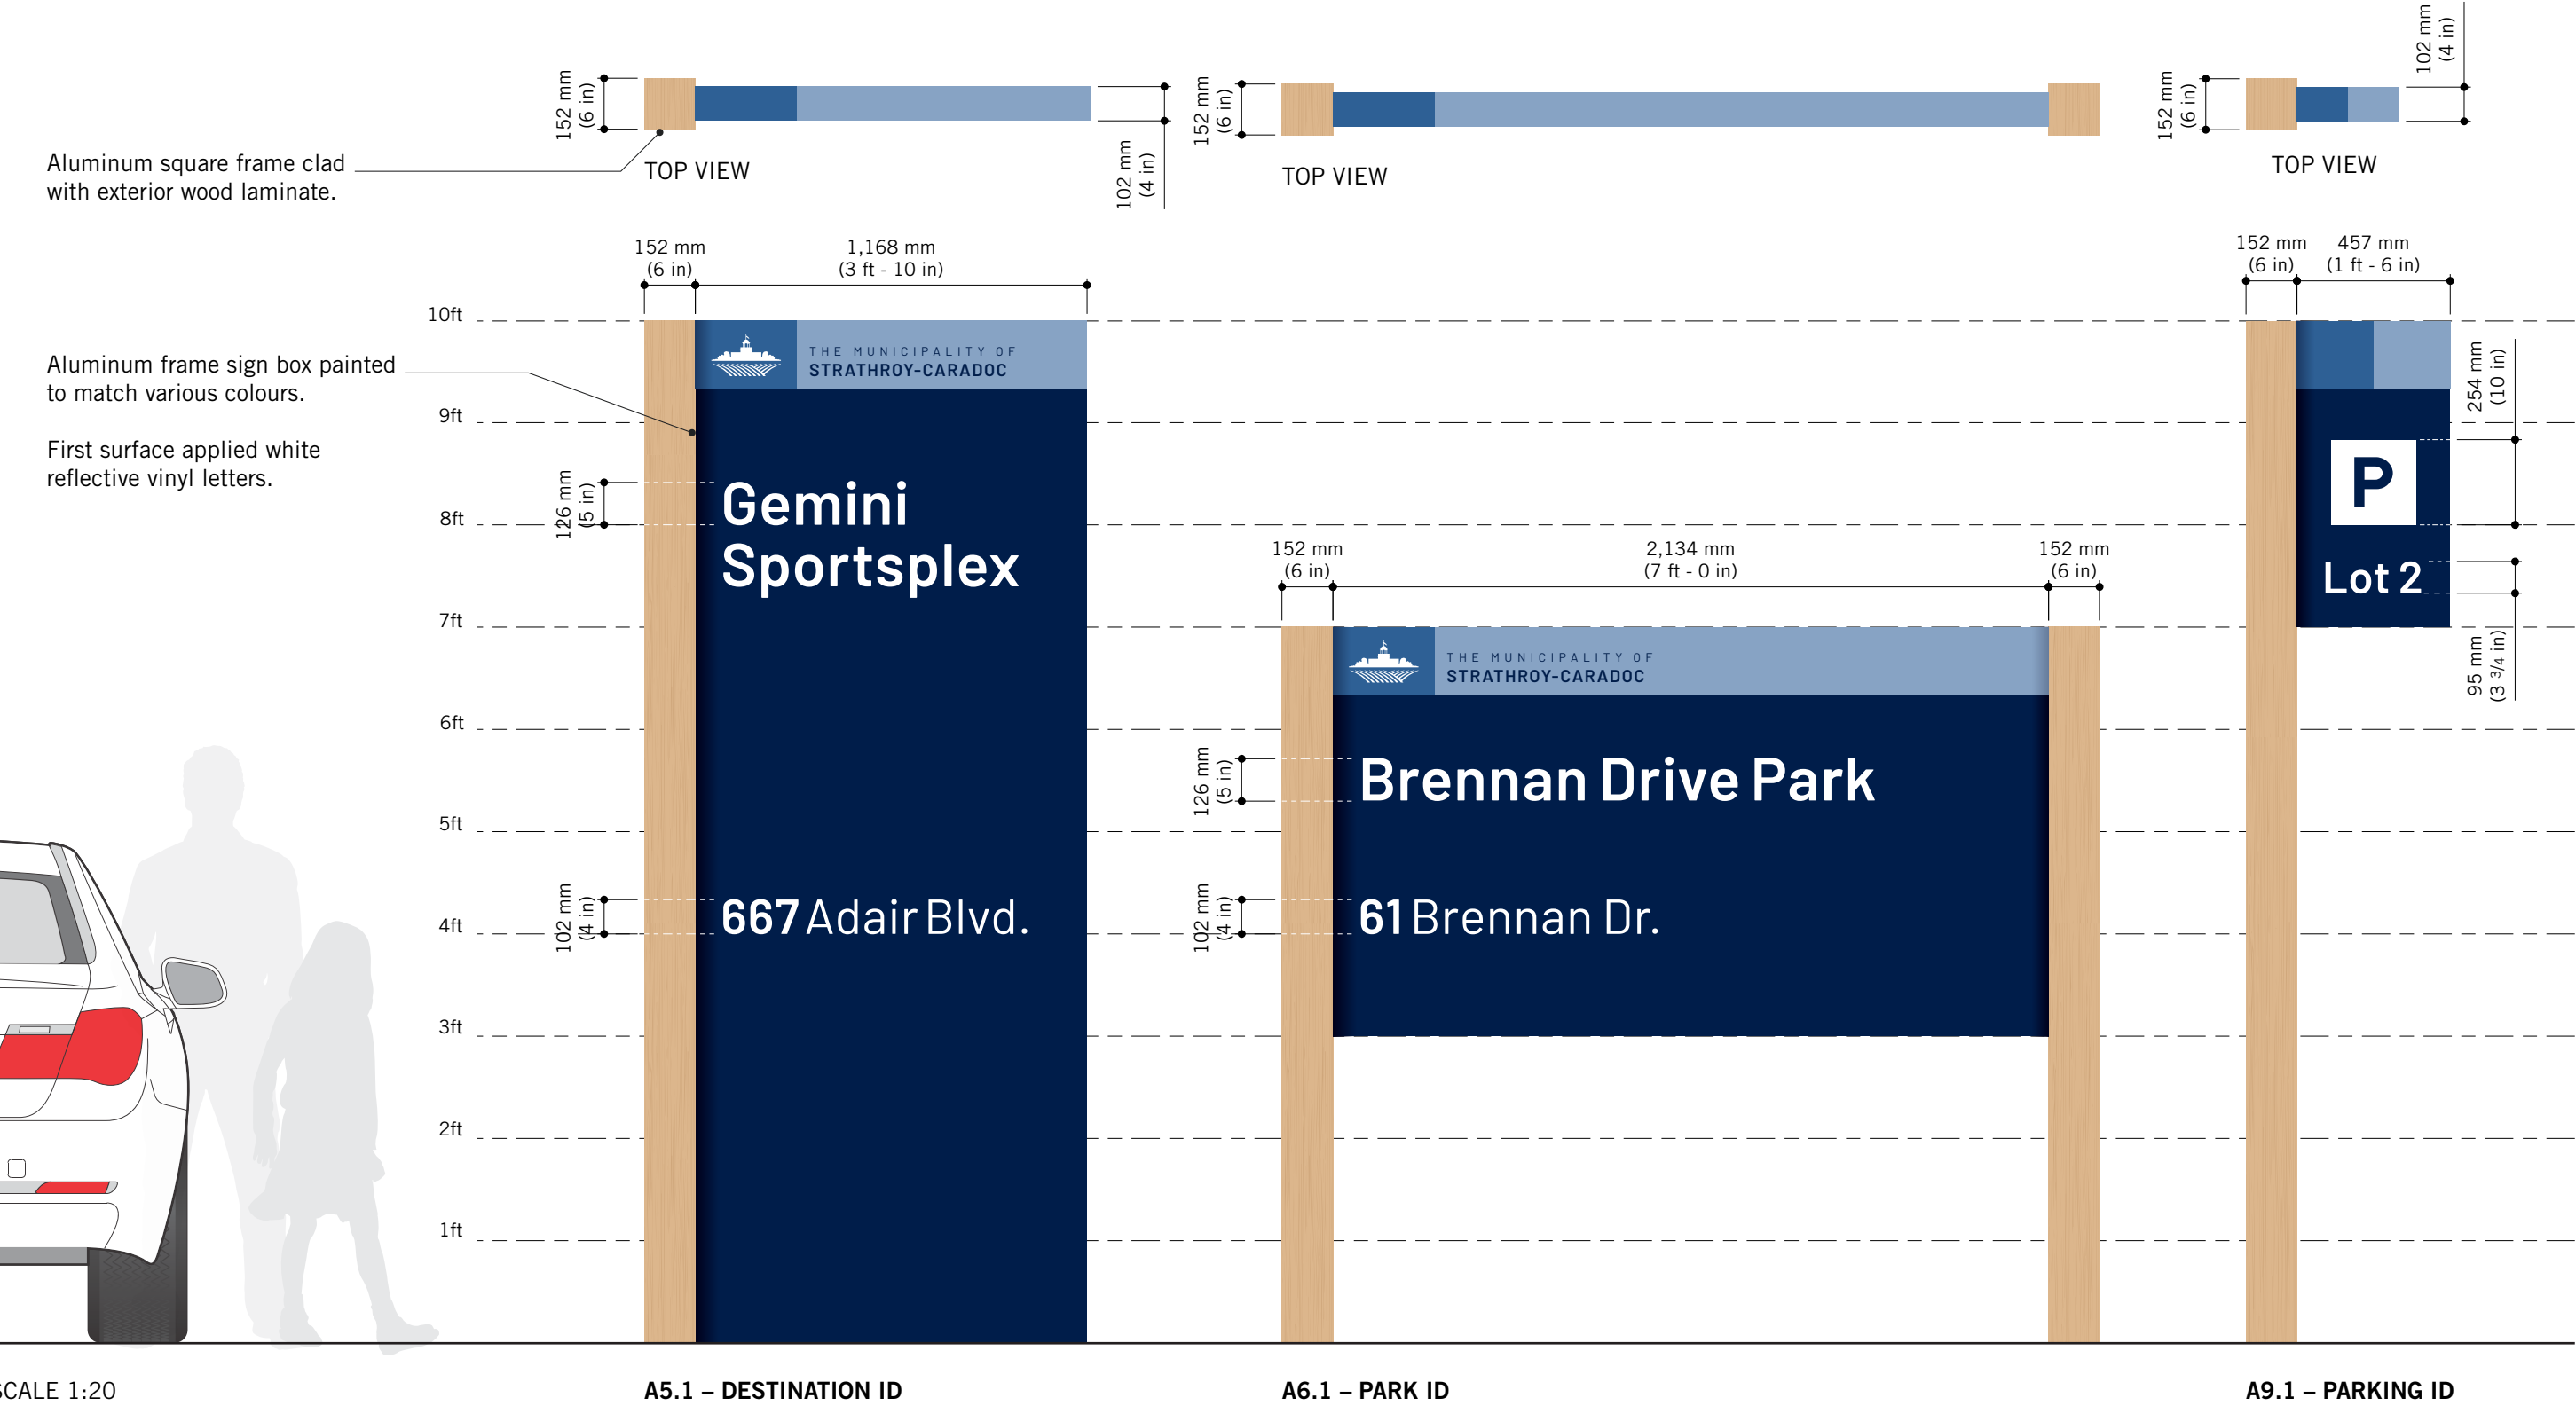 152 mm
(6 in)
TOP VIEW
102 mm
(4 in)
152 mm
(6 in)
TOP VIEW
152 mm
(6 in)
102 mm
(4 in)
TOP VIEW
Aluminum square frame clad
with exterior wood laminate.
Aluminum frame sign box painted
to match various colours.
First surface applied white
reflective vinyl letters.
10ft
9ft
8ft
7ft
6ft
5ft
4ft
3ft
2ft
1ft
152 mm
(6 in)
1,168 mm
(3 ft - 10 in)
THE MUNICIPALITY OF
STRATHROY-CARADOC
126 mm
(5 in)
Gemini
Sportsplex
102 mm
(4 in)
667 Adair Blvd.
152 mm
(6 in)
2,134 mm
(7 ft - 0 in)
152 mm
(6 in)
THE MUNICIPALITY OF
STRATHROY-CARADOC
126 mm
(5 in)
Brennan Drive Park
102 mm
(4 in)
61 Brennan Dr.
152 mm
(6 in)
457 mm
(1 ft - 6 in)
254 mm
(10 in)
P
Lot 2
95 mm
(3 3/4 in)
SCALE 1:20
A5.1 – DESTINATION ID
A6.1 – PARK ID
A9.1 – PARKING ID